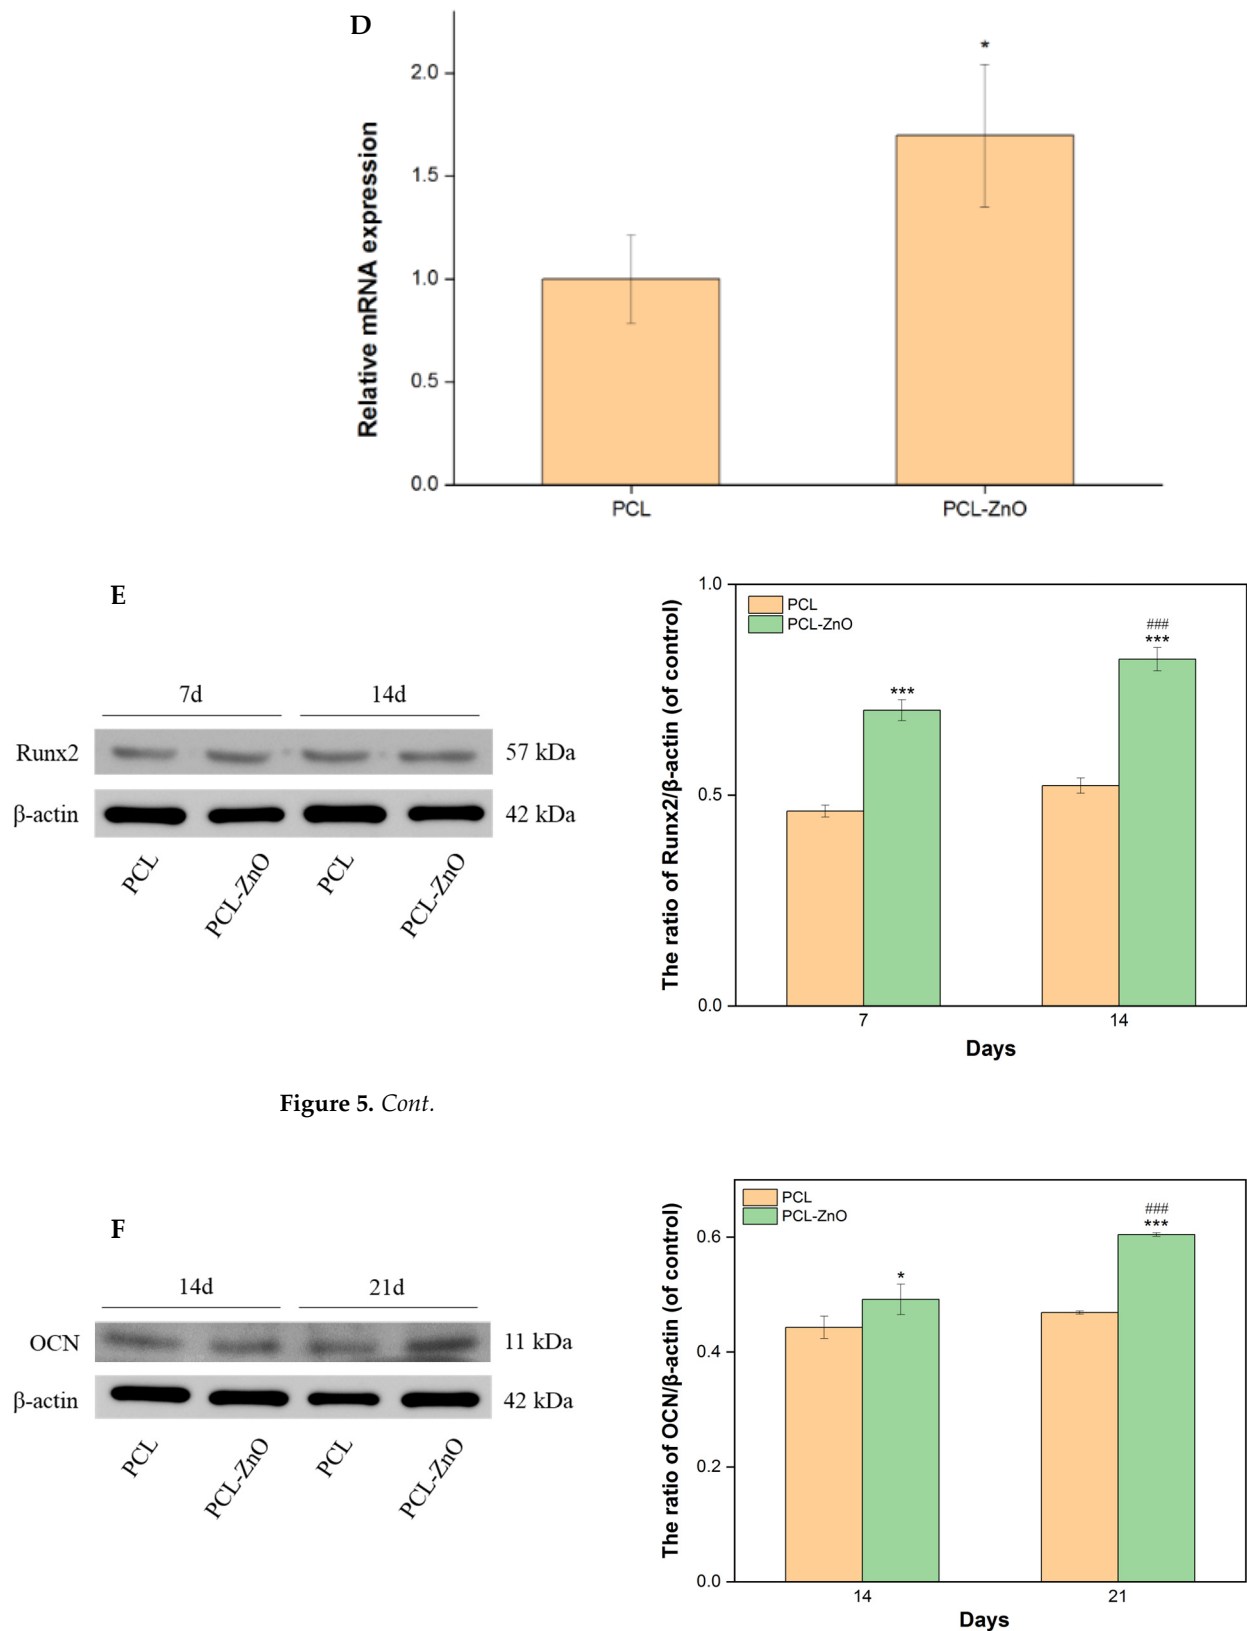 D
*
2.0
1.5
1.0
0.5
0.0
Relative mRNA expression
PCL PCL-ZnO
E
7d 14d
Runx2 57 kDa
β-actin 42 kDa
PCL PCL-ZnO PCL PCL-ZnO
1.0
0.5
0.0
The ratio of Runx2/β-actin (of control)
PCL
PCL-ZnO
***
###
***
7 14
Days
Figure 5. Cont.
F
14d 21d
OCN 11 kDa
β-actin 42 kDa
PCL PCL-ZnO PCL PCL-ZnO
0.6
0.4
0.2
0.0
The ratio of OCN/β-actin (of control)
PCL
PCL-ZnO
*
###
***
14 21
Days